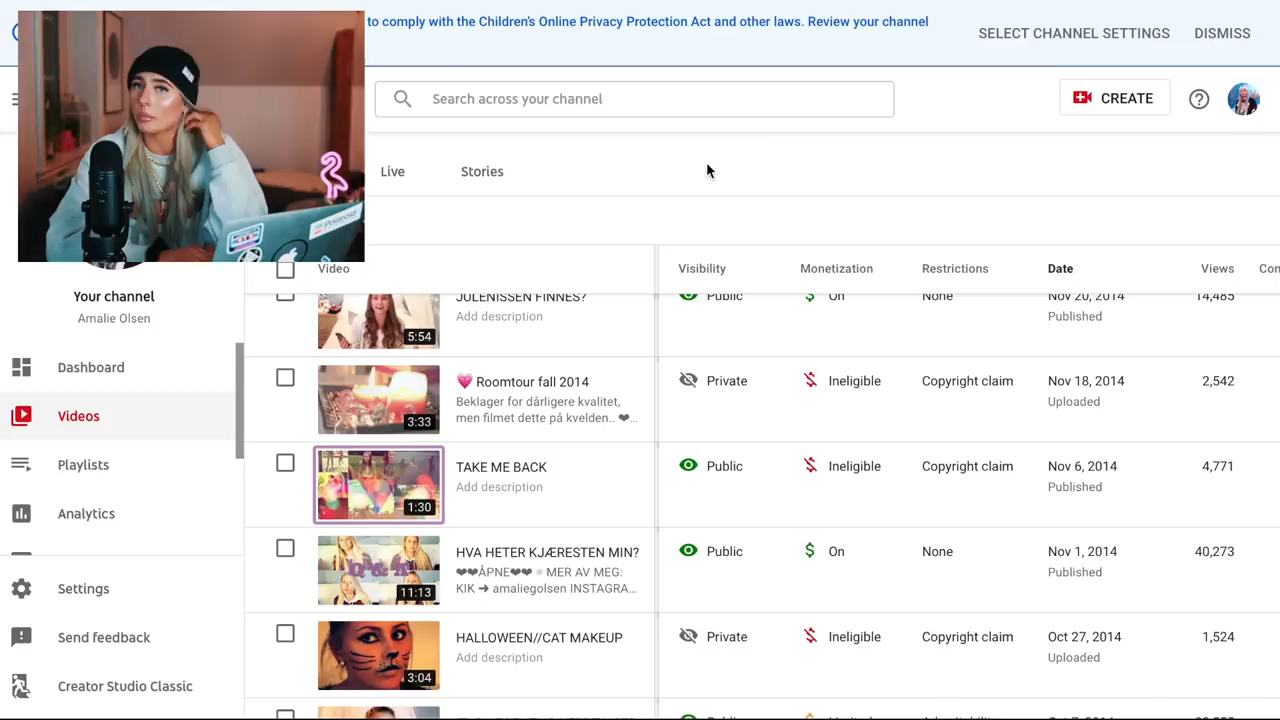 to comply with the Children's Online Privacy Protection Act and other laws. Review your channel
SELECT CHANNEL SETTINGS
DISMISS
Search across your channel
CREATE
Live
Stories
Video
Visibility
Monetization
Restrictions
Date
Views
Com
Your channel
Amalie Olsen
Dashboard
Videos
Playlists
Analytics
Settings
Send feedback
Creator Studio Classic
JULENISSEN FINNES?
Add description
5:54
Public
On
None
Nov 20, 2014
Published
14,485
💗 Roomtour fall 2014
Beklager for dårligere kvalitet,
men filmet dette på kvelden.. ❤...
3:33
Private
Ineligible
Copyright claim
Nov 18, 2014
Uploaded
2,542
TAKE ME BACK
Add description
1:30
Public
Ineligible
Copyright claim
Nov 6, 2014
Published
4,771
HVA HETER KJÆRESTEN MIN?
❤❤ÅPNE❤❤ ▫ MER AV MEG:
KIK ➜ amaliegolsen INSTAGRA...
Q & A
11:13
Public
On
None
Nov 1, 2014
Published
40,273
HALLOWEEN//CAT MAKEUP
Add description
3:04
Private
Ineligible
Copyright claim
Oct 27, 2014
Uploaded
1,524